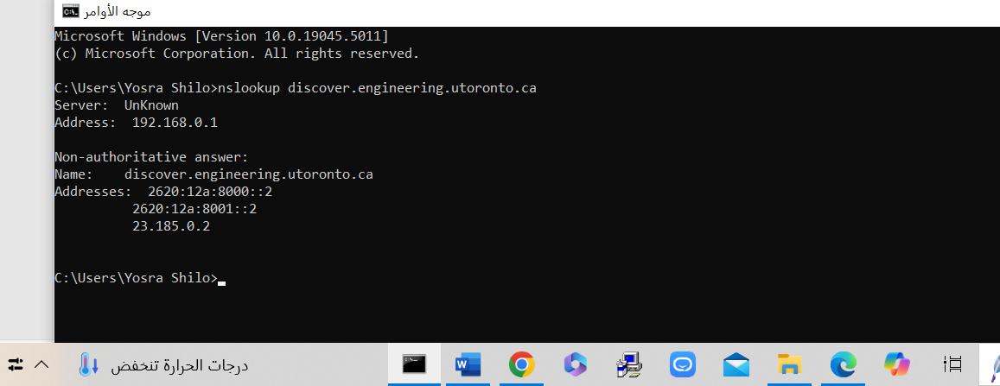 موجه الأوامر
Microsoft Windows [Version 10.0.19045.5011]
(c) Microsoft Corporation. All rights reserved.
C:\Users\Yosra Shilo>nslookup discover.engineering.utoronto.ca
Server:  UnKnown
Address:  192.168.0.1
Non-authoritative answer:
Name:    discover.engineering.utoronto.ca
Addresses:  2620:12a:8000::2
2620:12a:8001::2
23.185.0.2
C:\Users\Yosra Shilo>
درجات الحرارة تنخفض